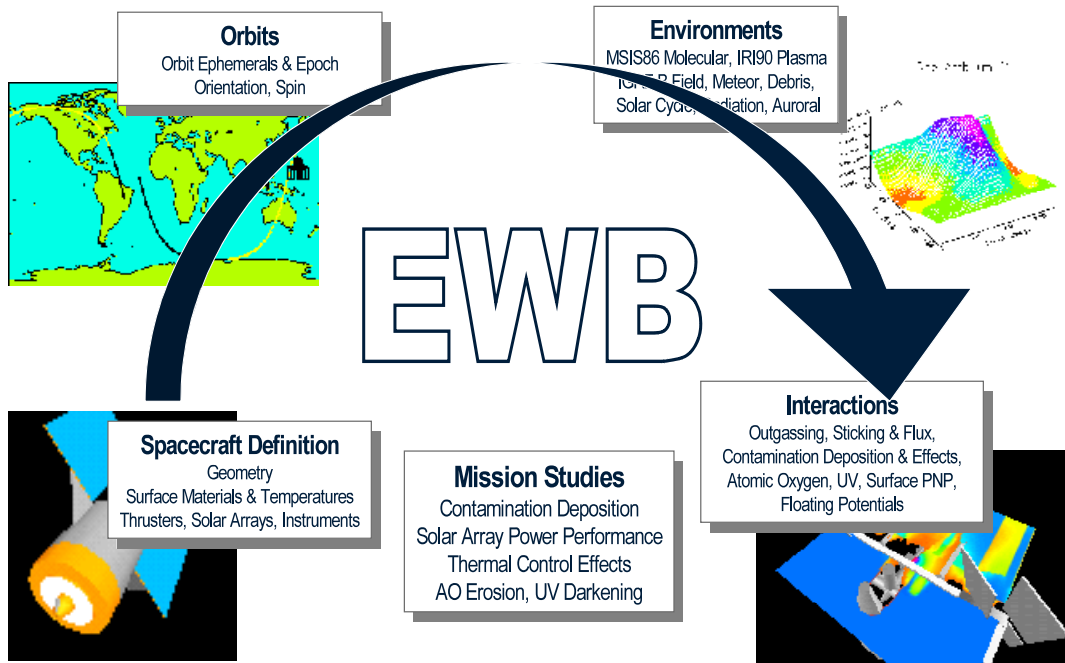 Orbits
Orbit Ephemerals & Epoch
Orientation, Spin
Environments
MSIS86 Molecular, IRI90 Plasma
Field, Meteor, Debris,
Solar Cycle, Radiation, Auroral
EWB
Spacecraft Definition
Geometry
Surface Materials & Temperatures
Thrusters, Solar Arrays, Instruments
Mission Studies
Contamination Deposition
Solar Array Power Performance
Thermal Control Effects
AO Erosion, UV Darkening
Interactions
Outgassing, Sticking & Flux,
Contamination Deposition & Effects,
Atomic Oxygen, UV, Surface PNP,
Floating Potentials